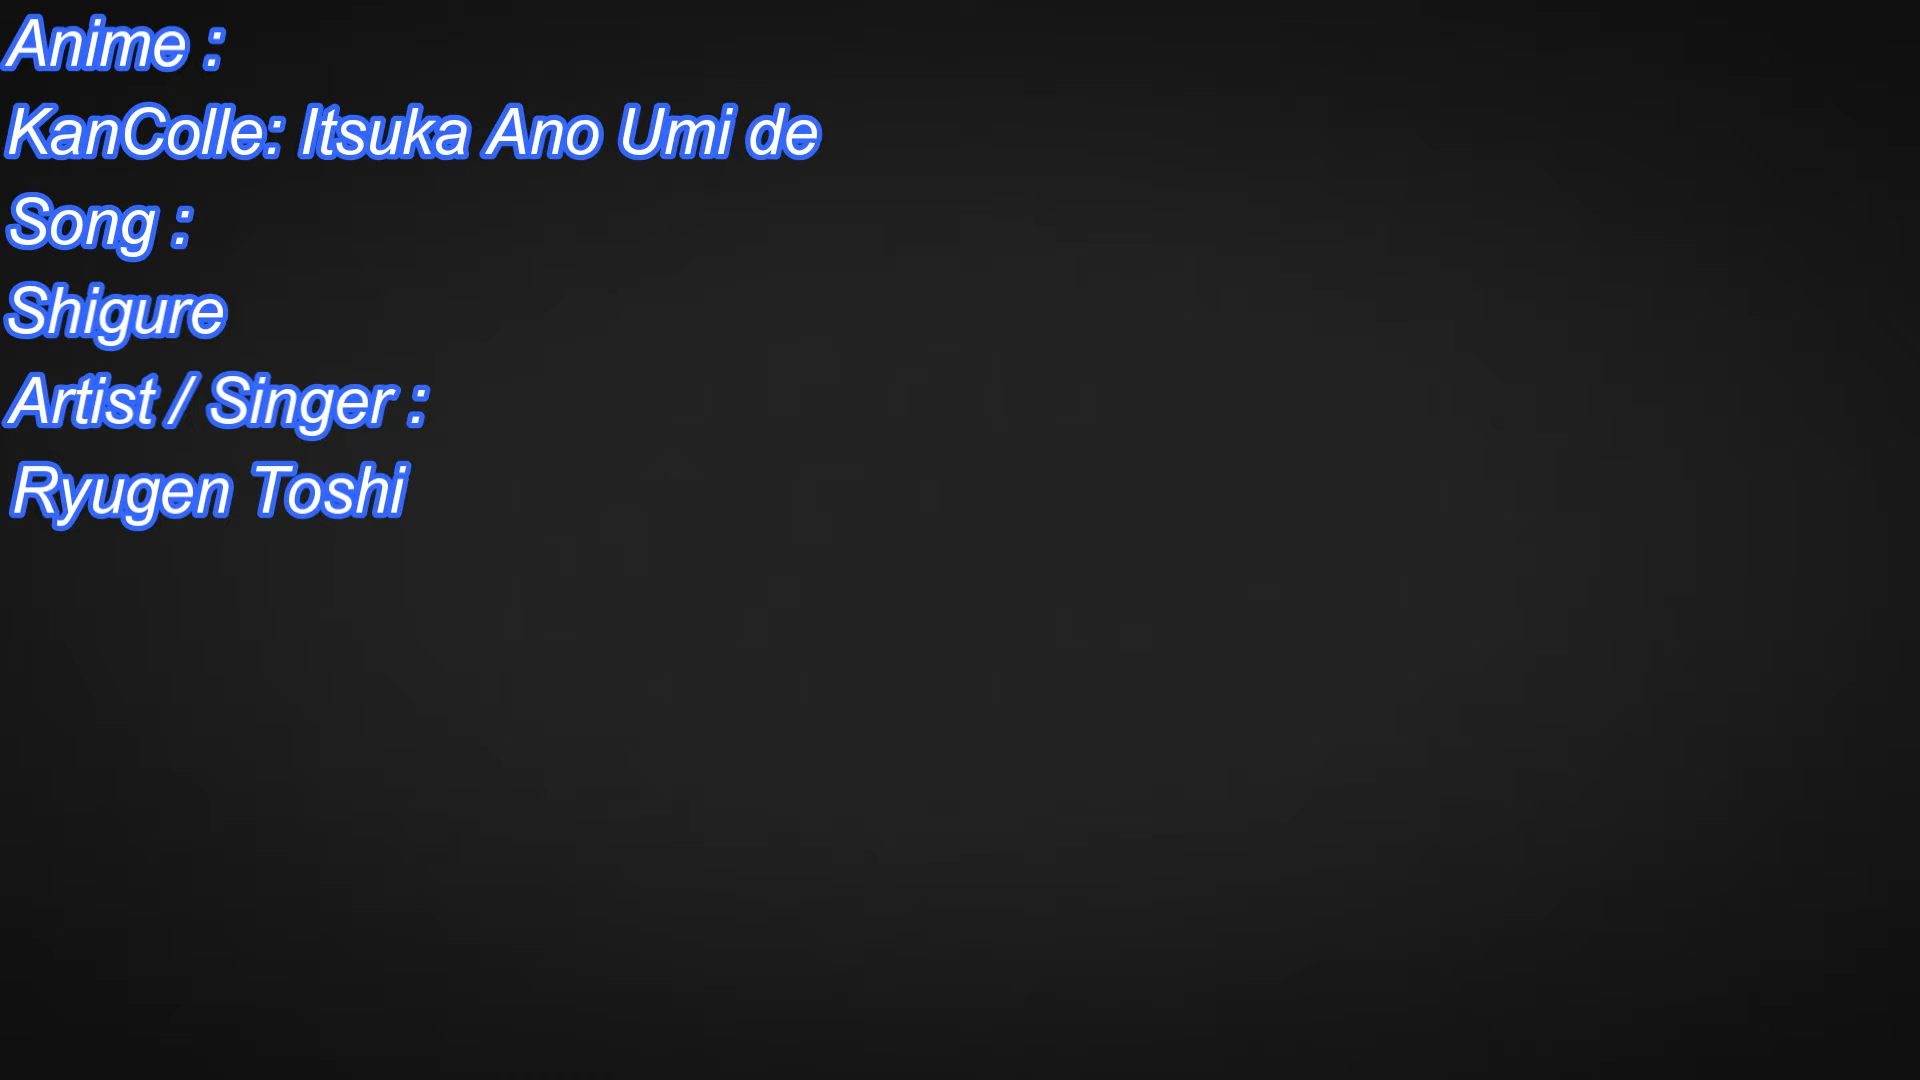 Anime :
KanColle: Itsuka Ano Umi de
Song :
Shigure
Artist / Singer :
Ryugen Toshi